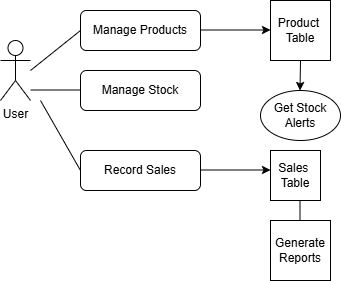 Manage Products
Product
Table
Manage Stock
Get Stock
Alerts
User
Record Sales
Sales
Table
Generate
Reports